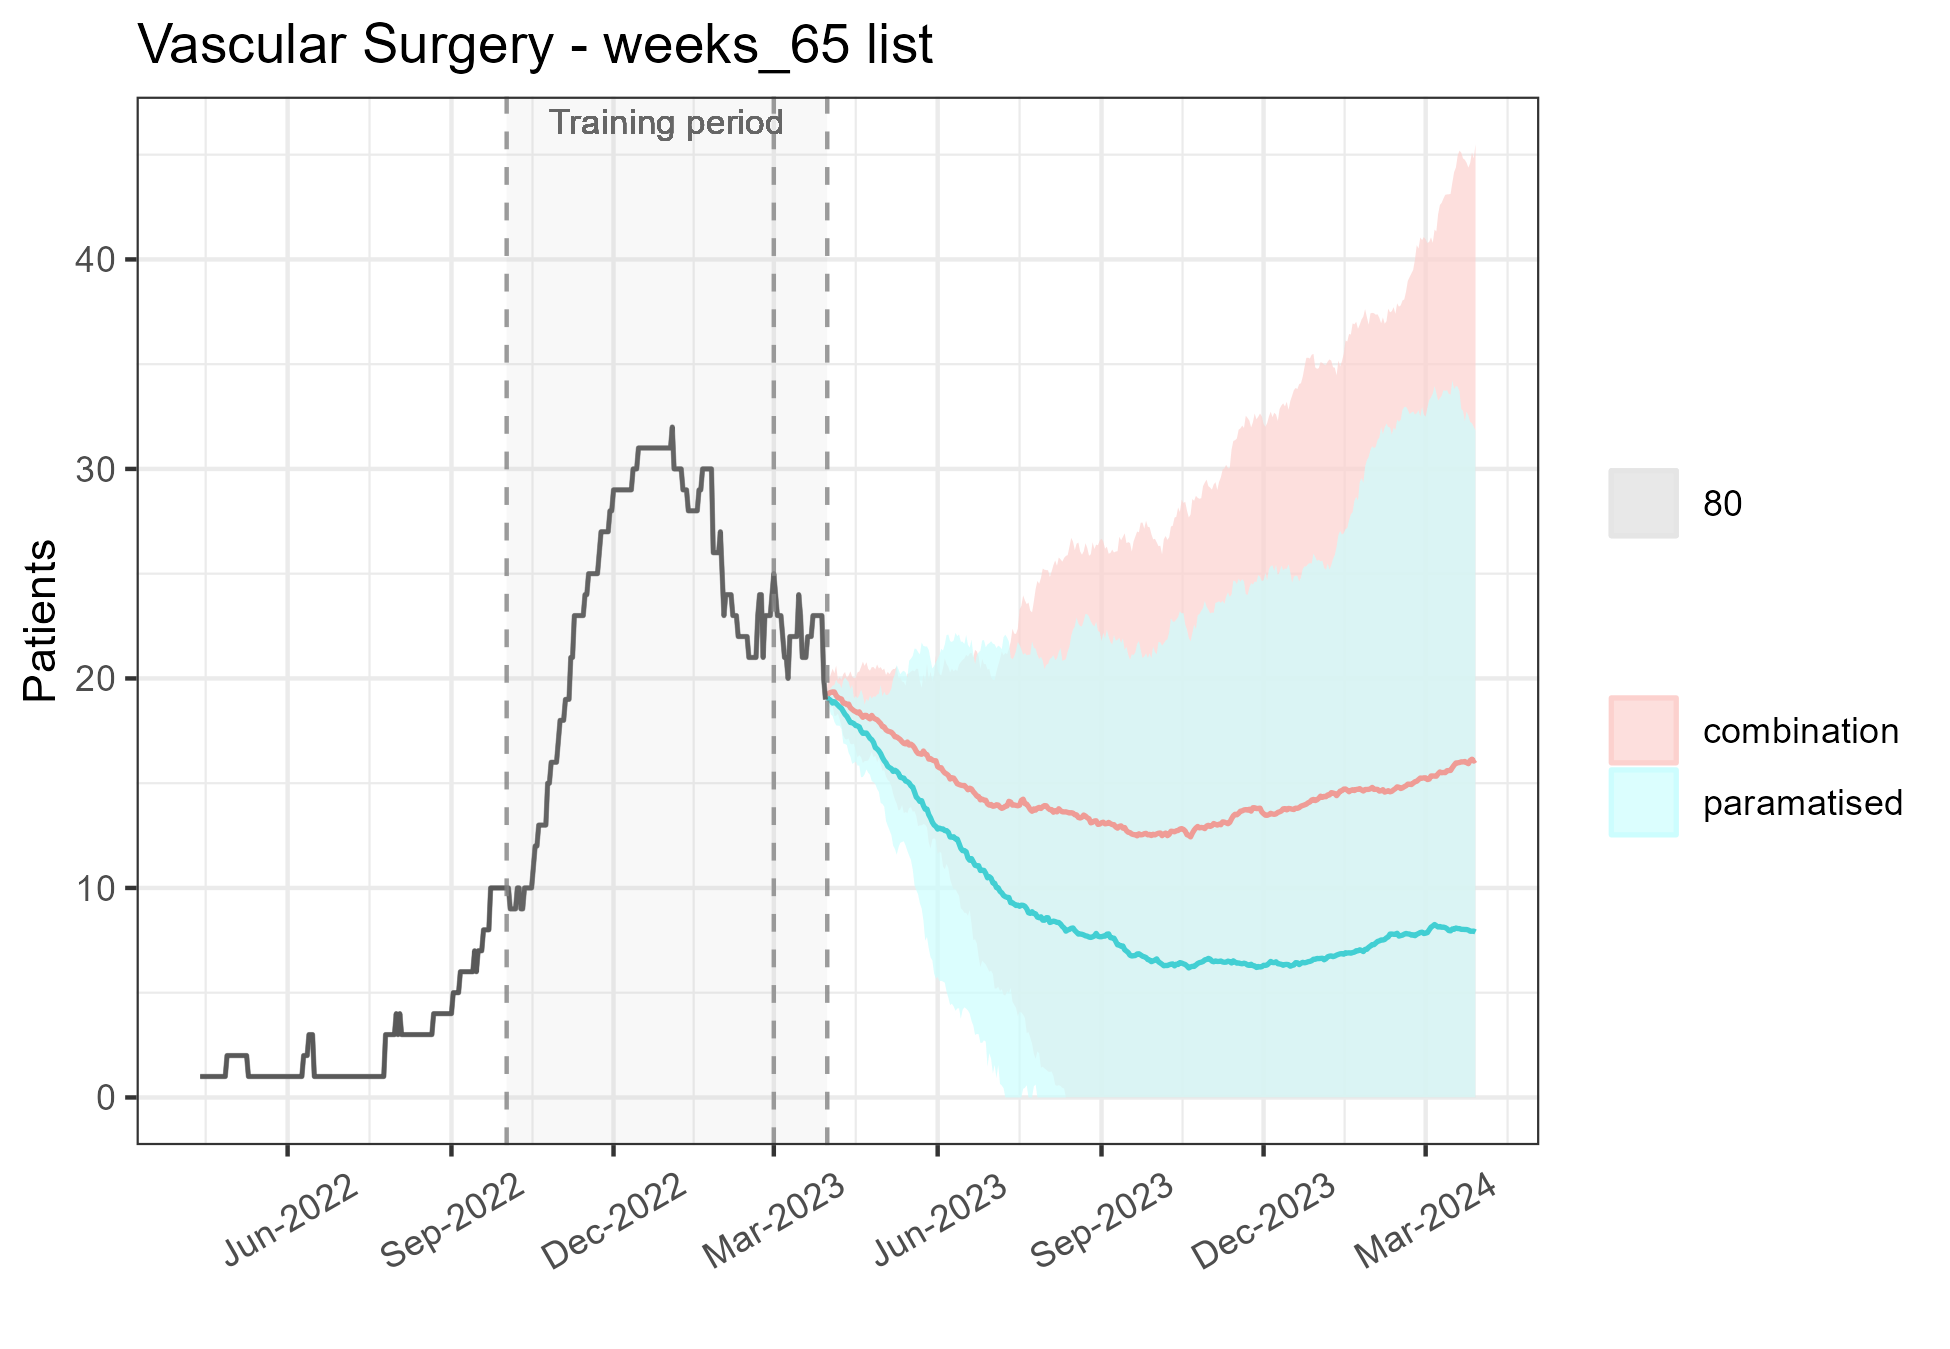 Vascular Surgery - weeks_65 list
Training period
Patients
40
30
20
10
0
Jun-2022
Sep-2022
Dec-2022
Mar-2023
Jun-2023
Sep-2023
Dec-2023
Mar-2024
80
combination
paramatised